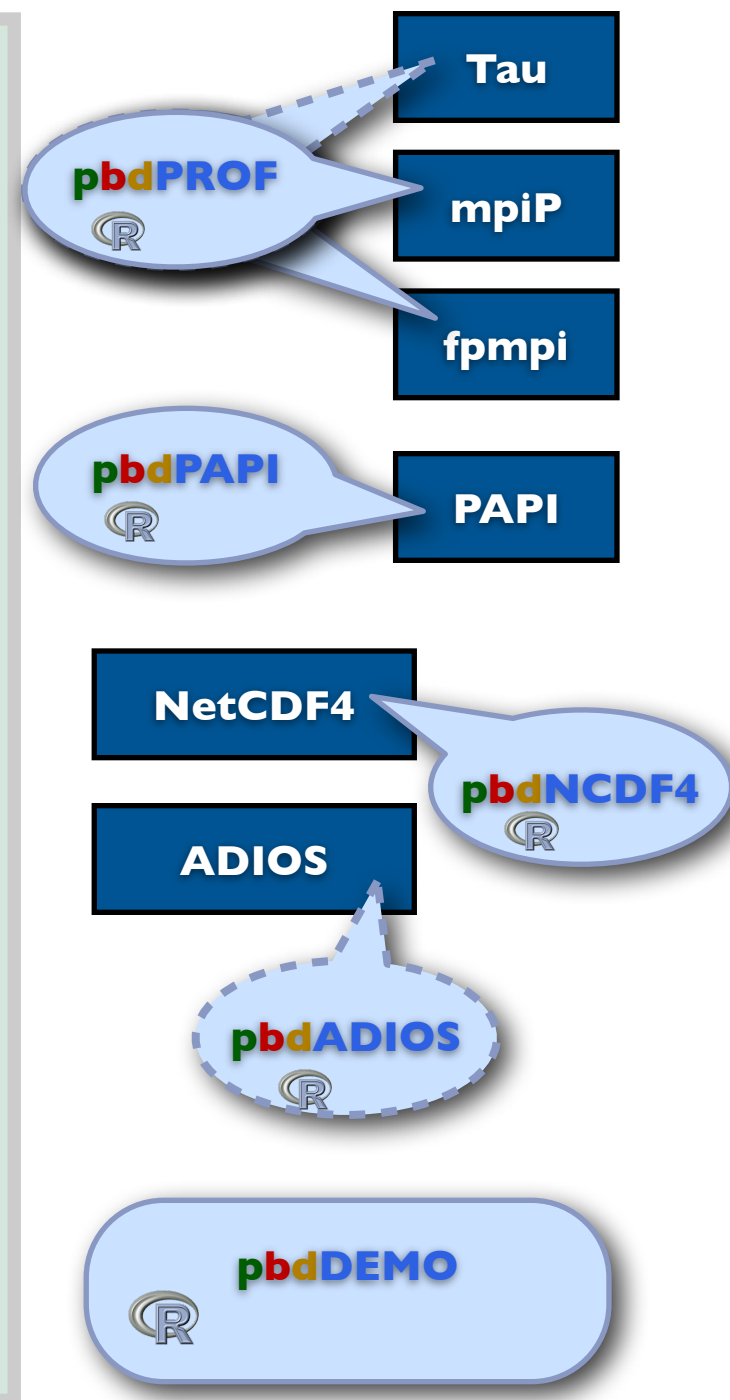 Tau
pbdPROF
R
mpiP
fpmpi
pbdPAPI
R
PAPI
NetCDF4
pbdNCDF4
R
ADIOS
pbdADIOS
R
pbdDEMO
R